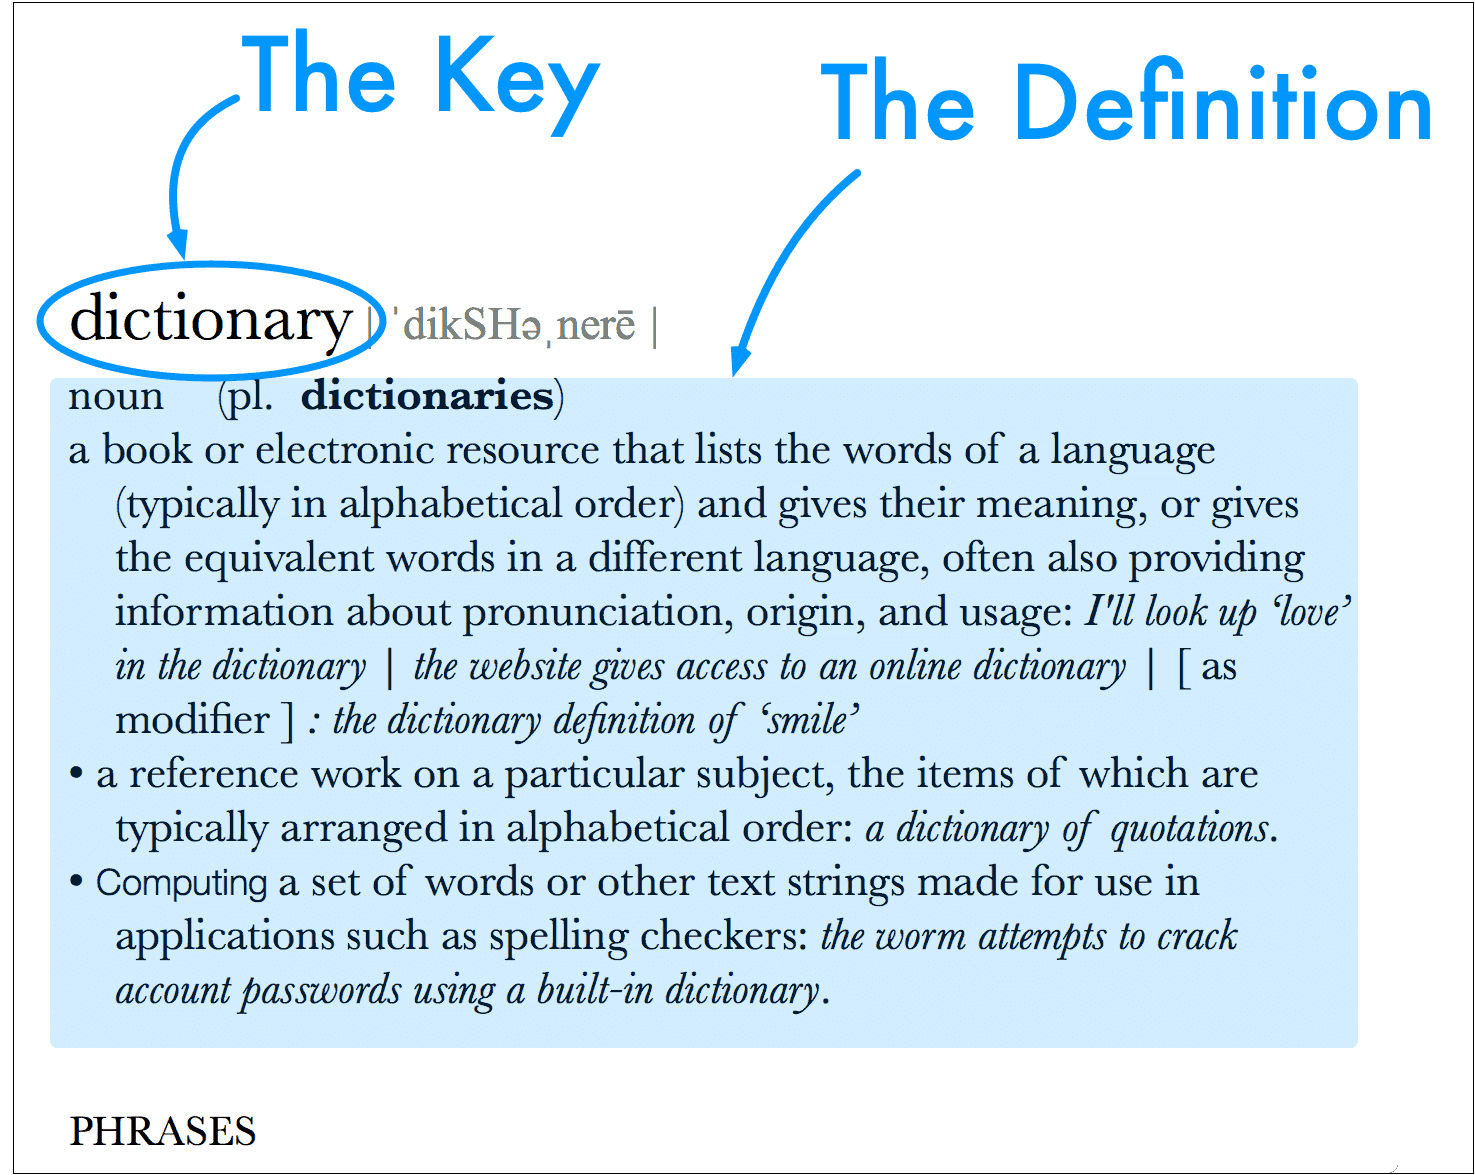 The Key
The Definition
dictionary | ˈdikSHəˌnerē |
noun (pl. dictionaries)
a book or electronic resource that lists the words of a language
(typically in alphabetical order) and gives their meaning, or gives
the equivalent words in a different language, often also providing
information about pronunciation, origin, and usage: I'll look up ‘love’
in the dictionary | the website gives access to an online dictionary | [ as
modifier ] : the dictionary definition of ‘smile’
• a reference work on a particular subject, the items of which are
typically arranged in alphabetical order: a dictionary of quotations.
• Computing a set of words or other text strings made for use in
applications such as spelling checkers: the worm attempts to crack
account passwords using a built-in dictionary.
PHRASES